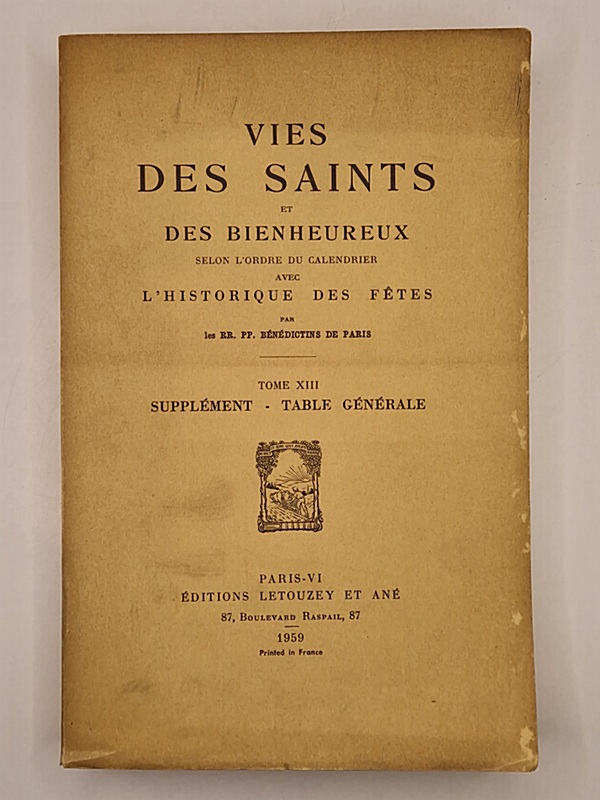 VIES
DES SAINTS
ET
DES BIENHEUREUX
SELON L'ORDRE DU CALENDRIER
AVEC
L'HISTORIQUE DES FÊTES
PAR
les RR. PP. BÉNÉDICTINS DE PARIS
TOME XIII
SUPPLÉMENT - TABLE GÉNÉRALE
PARIS-VI
ÉDITIONS LETOUZEY ET ANÉ
87, BOULEVARD RASPAIL, 87
1959
Printed in France